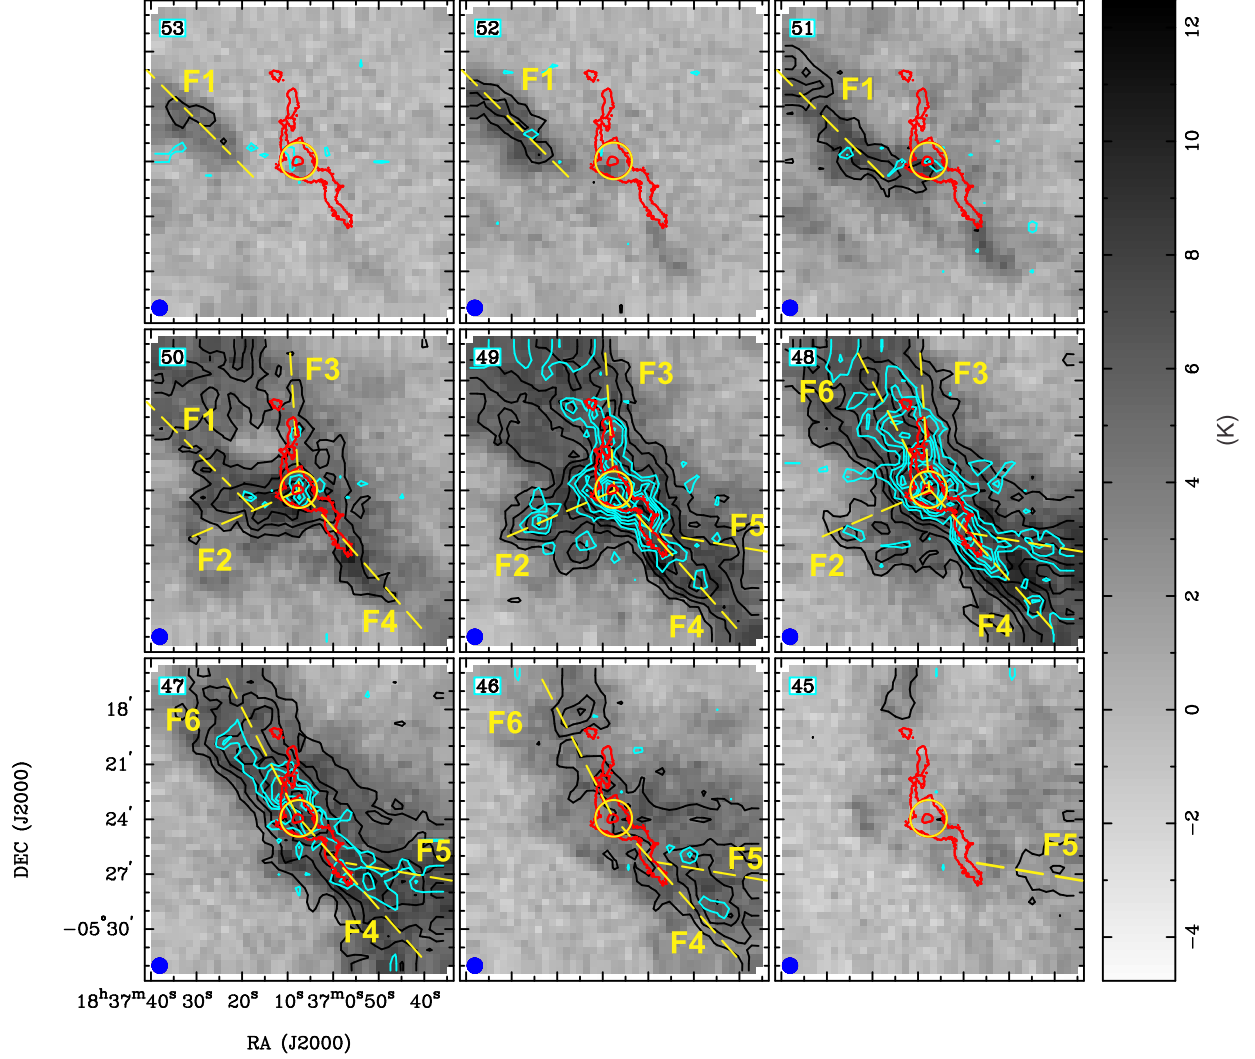 53
F1
52
F1
51
F1
12
10
8
6
4
2
0
−2
−4
(K)
50
F3
F1
F2
F4
49
F3
F5
F2
F4
48
F3
F6
F2
F4
47
F6
F5
F4
46
F6
F5
F4
45
F5
18′
21′
24′
27′
−05°30′
DEC (J2000)
18h37m40s 30s 20s 10s 37m0s50s 40s
RA (J2000)